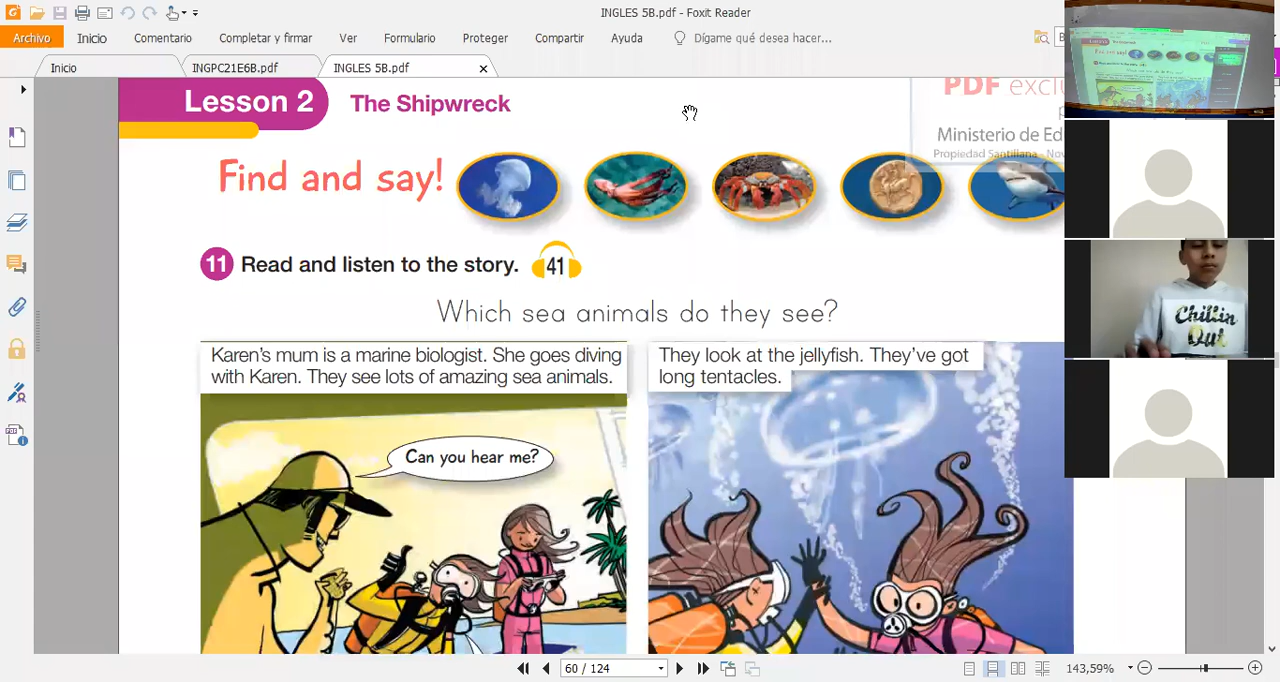 INGLES 5B.pdf - Foxit Reader
Archivo Inicio Comentario Completar y firmar Ver Formulario Proteger Compartir Ayuda Dígame qué desea hacer...
Inicio INGPC21E6B.pdf INGLES 5B.pdf
Lesson 2 The Shipwreck
PDF exclu
Ministerio de Ed
Propiedad Santillana - Nov
Find and say!
11 Read and listen to the story. 41
Which sea animals do they see?
Karen's mum is a marine biologist. She goes diving
with Karen. They see lots of amazing sea animals.
They look at the jellyfish. They've got
long tentacles.
Can you hear me?
Chillin
Out
60 / 124
143,59%